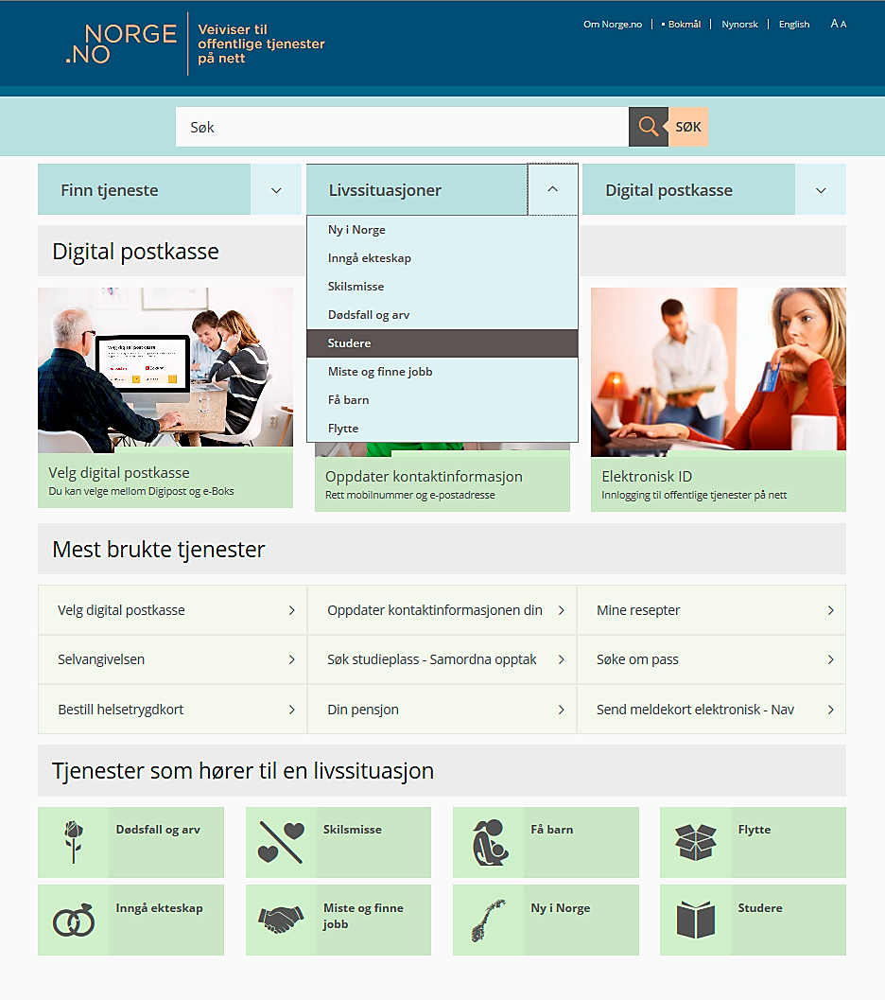 NORGE
.NO
Veiviser til
offentlige tjenester
på nett
Om Norge.no | • Bokmål | Nynorsk | English A A
Søk
SØK
Finn tjeneste
Livssituasjoner
Digital postkasse
Ny i Norge
Inngå ekteskap
Skilsmisse
Dødsfall og arv
Studere
Miste og finne jobb
Få barn
Flytte
Digital postkasse
Velg digital postkasse
Du kan velge mellom Digipost og e-Boks
Oppdater kontaktinformasjon
Rett mobilnummer og e-postadresse
Elektronisk ID
Innlogging til offentlige tjenester på nett
Mest brukte tjenester
Velg digital postkasse
Oppdater kontaktinformasjonen din
Mine resepter
Selvangivelsen
Søk studieplass - Samordna opptak
Søke om pass
Bestill helsetrygdkort
Din pensjon
Send meldekort elektronisk - Nav
Tjenester som hører til en livssituasjon
Dødsfall og arv
Skilsmisse
Få barn
Flytte
Inngå ekteskap
Miste og finne
jobb
Ny i Norge
Studere